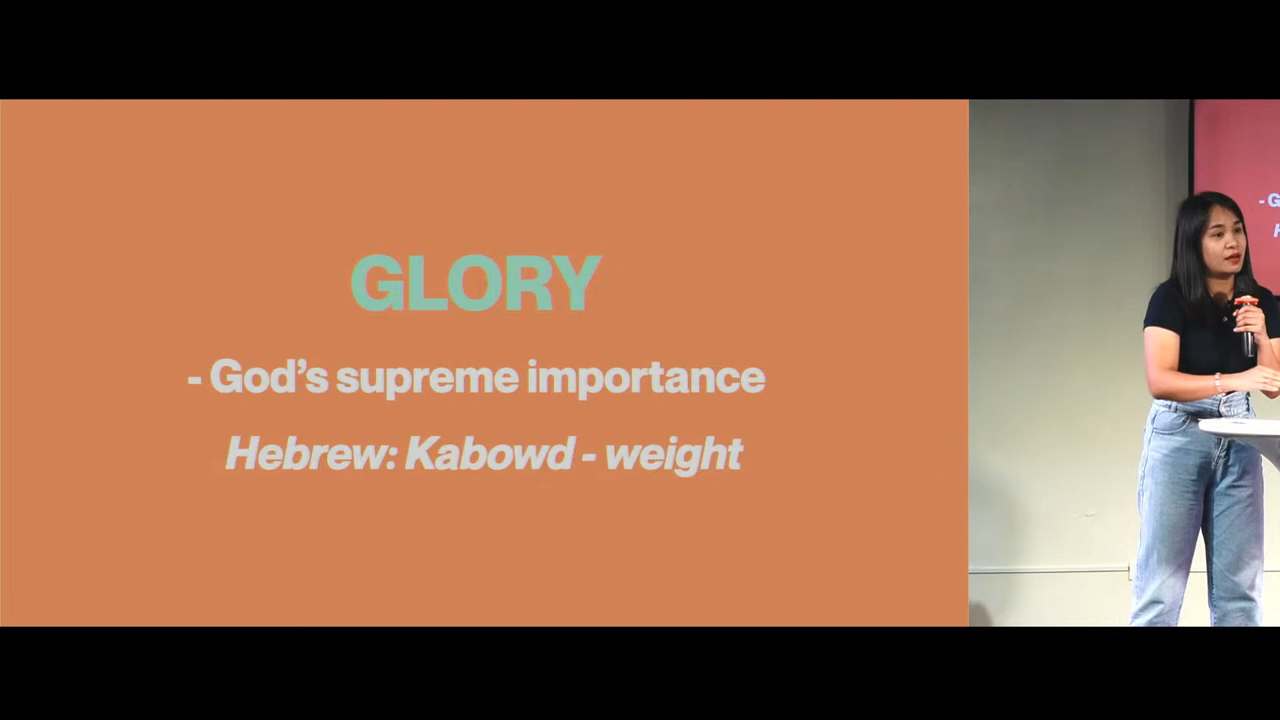 GLORY
- God’s supreme importance
Hebrew: Kabowd - weight
- G
H